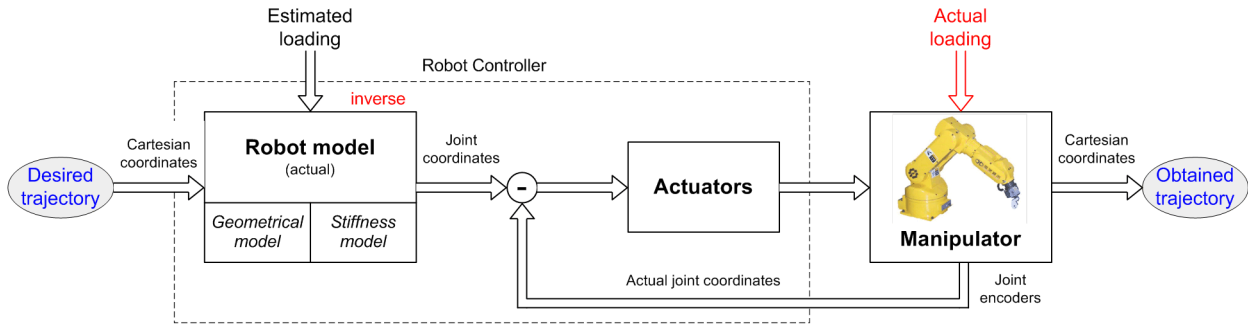 Estimated
loading
Actual
loading
Robot Controller
inverse
Desired
trajectory
Cartesian
coordinates
Robot model
(actual)
Geometrical
model
Stiffness
model
Joint
coordinates
-
Actuators
Manipulator
Cartesian
coordinates
Obtained
trajectory
Actual joint coordinates
Joint
encoders